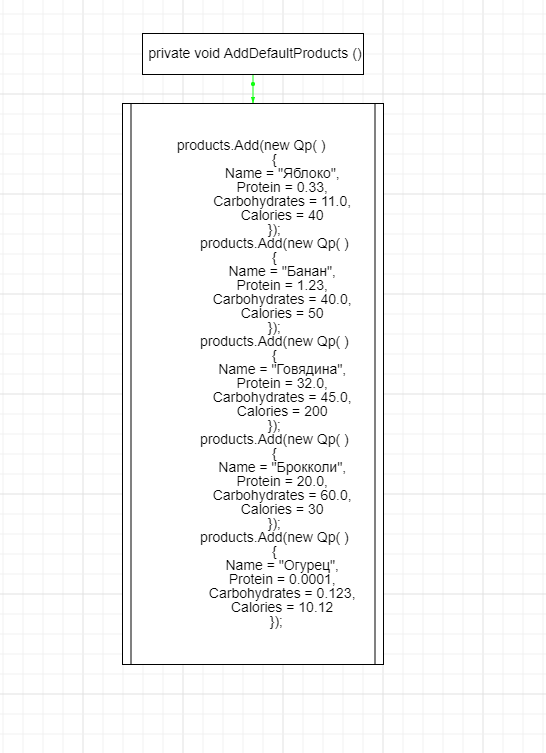 private void AddDefaultProducts ()
products.Add(new Qp( )
{
Name = "Яблоко",
Protein = 0.33,
Carbohydrates = 11.0,
Calories = 40
});
products.Add(new Qp( )
{
Name = "Банан",
Protein = 1.23,
Carbohydrates = 40.0,
Calories = 50
});
products.Add(new Qp( )
{
Name = "Говядина",
Protein = 32.0,
Carbohydrates = 45.0,
Calories = 200
});
products.Add(new Qp( )
{
Name = "Брокколи",
Protein = 20.0,
Carbohydrates = 60.0,
Calories = 30
});
products.Add(new Qp( )
{
Name = "Огурец",
Protein = 0.0001,
Carbohydrates = 0.123,
Calories = 10.12
});